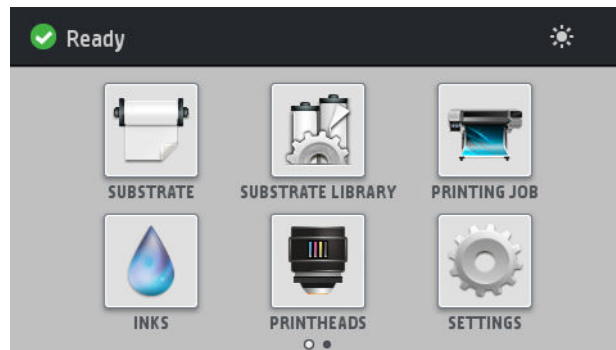 Ready
SUBSTRATE
SUBSTRATE LIBRARY
PRINTING JOB
INKS
PRINTHEADS
SETTINGS